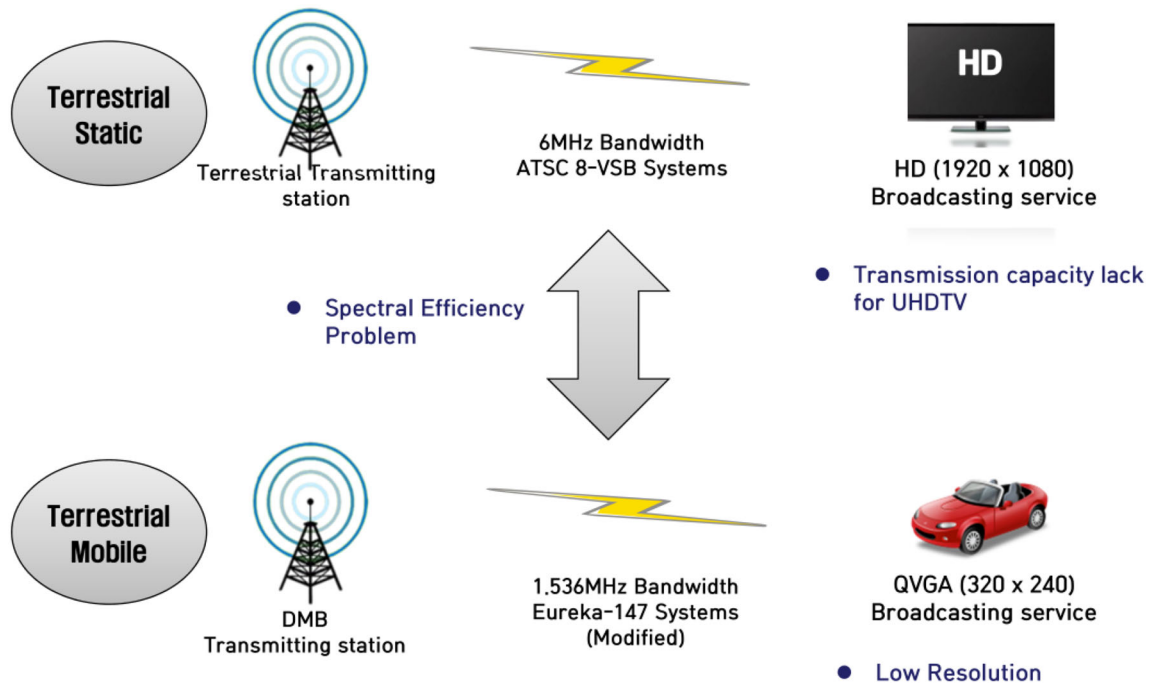 Terrestrial
Static
Terrestrial Transmitting
station
6MHz Bandwidth
ATSC 8-VSB Systems
HD
HD (1920 x 1080)
Broadcasting service
● Transmission capacity lack
for UHDTV
● Spectral Efficiency
Problem
Terrestrial
Mobile
DMB
Transmitting station
1.536MHz Bandwidth
Eureka-147 Systems
(Modified)
QVGA (320 x 240)
Broadcasting service
● Low Resolution